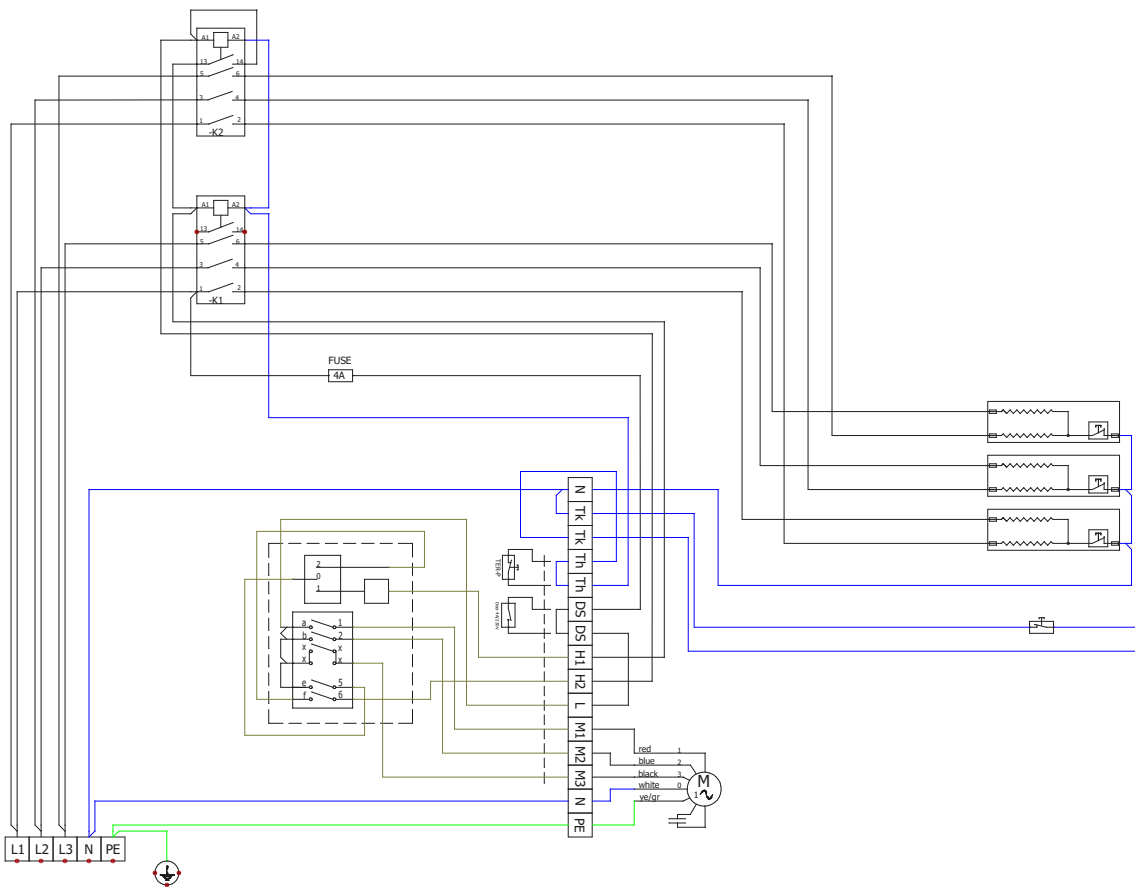 A1 A2
13 14
5 6
3 4
1 2
-K2
A1 A2
13 14
5 6
3 4
1 2
-K1
FUSE
4A
N
Tk
Tk
Th
Th
DS
DS
H1
H2
L
M1
M2
M3
N
PE
TER-P
2
0
1
a 1
b 2
x x
x x
e 5
f 6
red 1
blue 2
black 3
white 0
ye/gr
M
1
L1 L2 L3 N PE